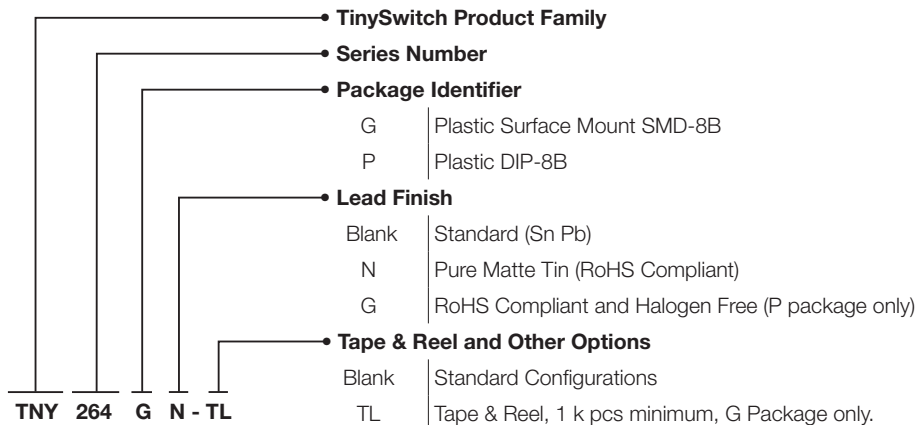 TinySwitch Product Family
Series Number
Package Identifier
G Plastic Surface Mount SMD-8B
P Plastic DIP-8B
Lead Finish
Blank Standard (Sn Pb)
N Pure Matte Tin (RoHS Compliant)
G RoHS Compliant and Halogen Free (P package only)
Tape & Reel and Other Options
Blank Standard Configurations
TNY 264 G N - TL TL Tape & Reel, 1 k pcs minimum, G Package only.